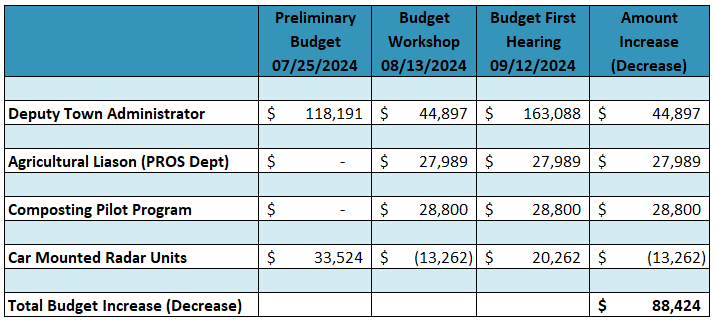 Preliminary Budget 07/25/2024 Budget Workshop 08/13/2024 Budget First Hearing 09/12/2024 Amount Increase (Decrease)
Deputy Town Administrator $ 118,191 $ 44,897 $ 163,088 $ 44,897
Agricultural Liason (PROS Dept) $ - $ 27,989 $ 27,989 $ 27,989
Composting Pilot Program $ - $ 28,800 $ 28,800 $ 28,800
Car Mounted Radar Units $ 33,524 $ (13,262) $ 20,262 $ (13,262)
Total Budget Increase (Decrease) $ 88,424